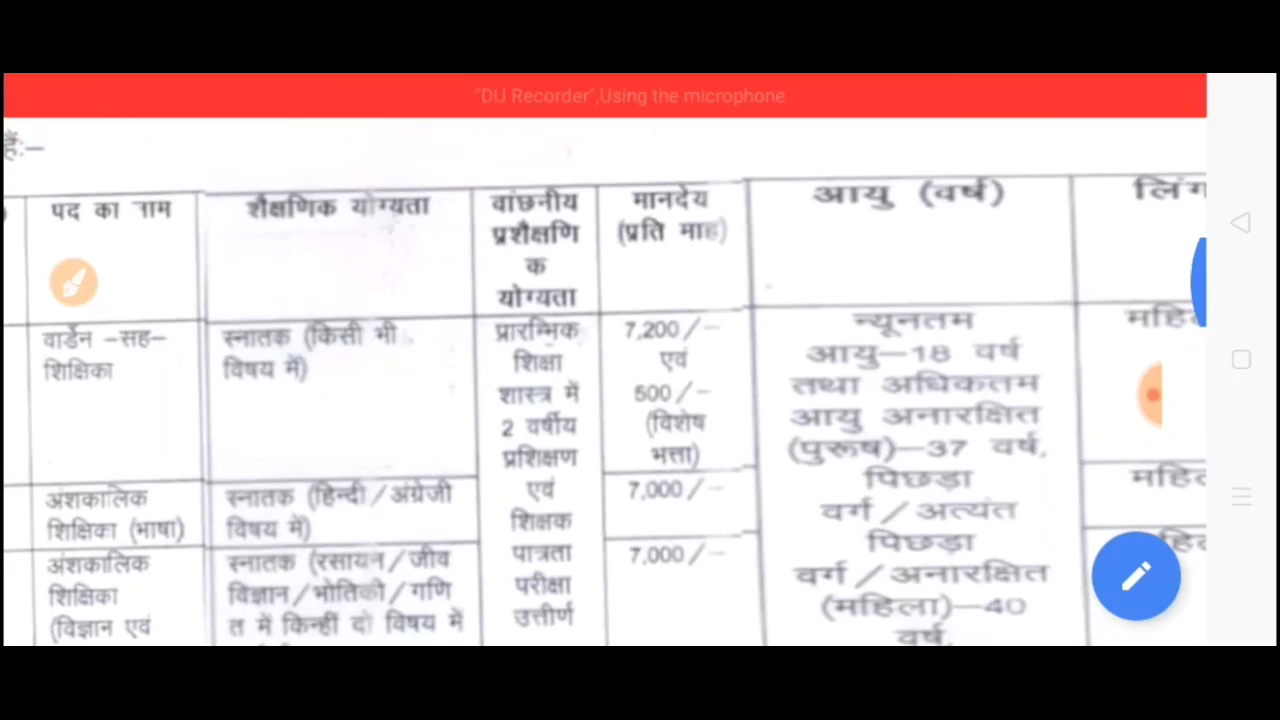 "DU Recorder",Using the microphone
हैं:–
पद का नाम
शैक्षणिक योग्यता
वांछनीय
प्रशैक्षणि
क
योग्यता
मानदेय
(प्रति माह)
आयु (वर्ष)
वार्डेन –सह–
शिक्षिका
स्नातक (किसी भी
विषय में)
प्रारम्भिक
शिक्षा
शास्त्र में
2 वर्षीय
प्रशिक्षण
एवं
शिक्षक
पात्रता
परीक्षा
उत्तीर्ण
7,200/–
एवं
500/–
(विशेष
भत्ता)
न्यूनतम
आयु–18 वर्ष
तथा अधिकतम
आयु अनारक्षित
(पुरूष)–37 वर्ष,
पिछड़ा
वर्ग/अत्यंत
पिछड़ा
वर्ग/अनारक्षित
(महिला)–40
वर्ष,
अंशकालिक
शिक्षिका (भाषा)
स्नातक (हिन्दी/अंग्रेजी
विषय में)
7,000/–
अंशकालिक
शिक्षिका
(विज्ञान एवं
स्नातक (रसायन/जीव
विज्ञान/भोतिकी/गणि
त में किन्हीं दो विषय में
7,000/–